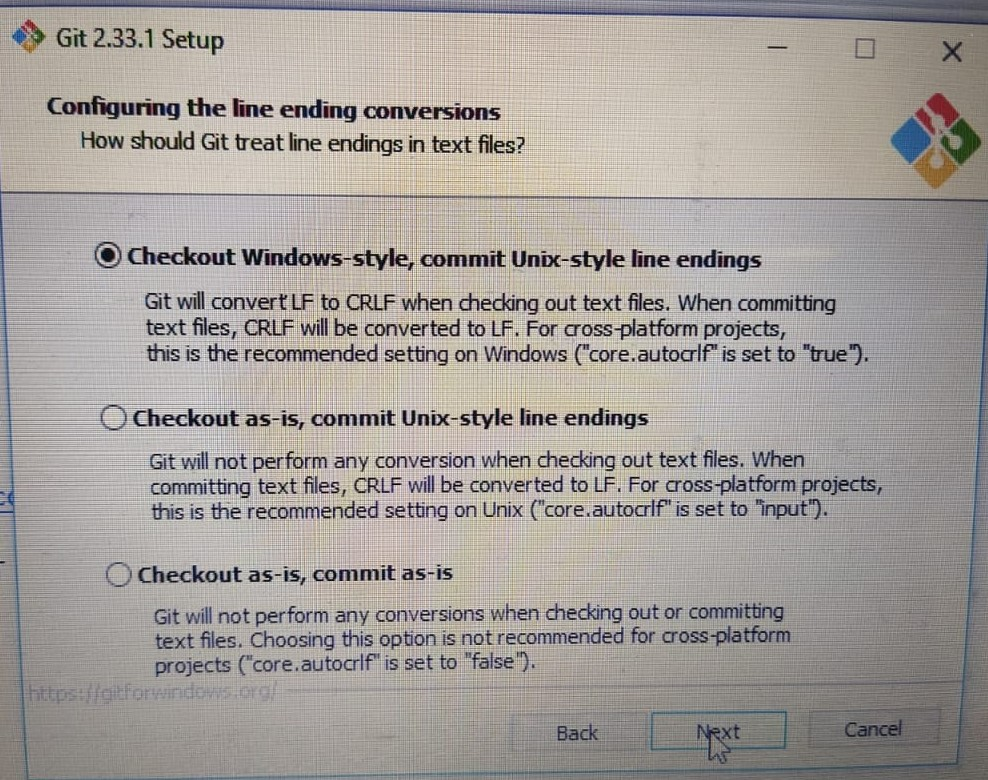 Git 2.33.1 Setup
Configuring the line ending conversions
How should Git treat line endings in text files?
Checkout Windows-style, commit Unix-style line endings
Git will convert LF to CRLF when checking out text files. When committing
text files, CRLF will be converted to LF. For cross-platform projects,
this is the recommended setting on Windows ("core.autocrlf" is set to "true").
Checkout as-is, commit Unix-style line endings
Git will not perform any conversion when checking out text files. When
committing text files, CRLF will be converted to LF. For cross-platform projects,
this is the recommended setting on Unix ("core.autocrlf" is set to "input").
Checkout as-is, commit as-is
Git will not perform any conversions when checking out or committing
text files. Choosing this option is not recommended for cross-platform
projects ("core.autocrlf" is set to "false").
https://gitforwindows.org/
Back Next Cancel